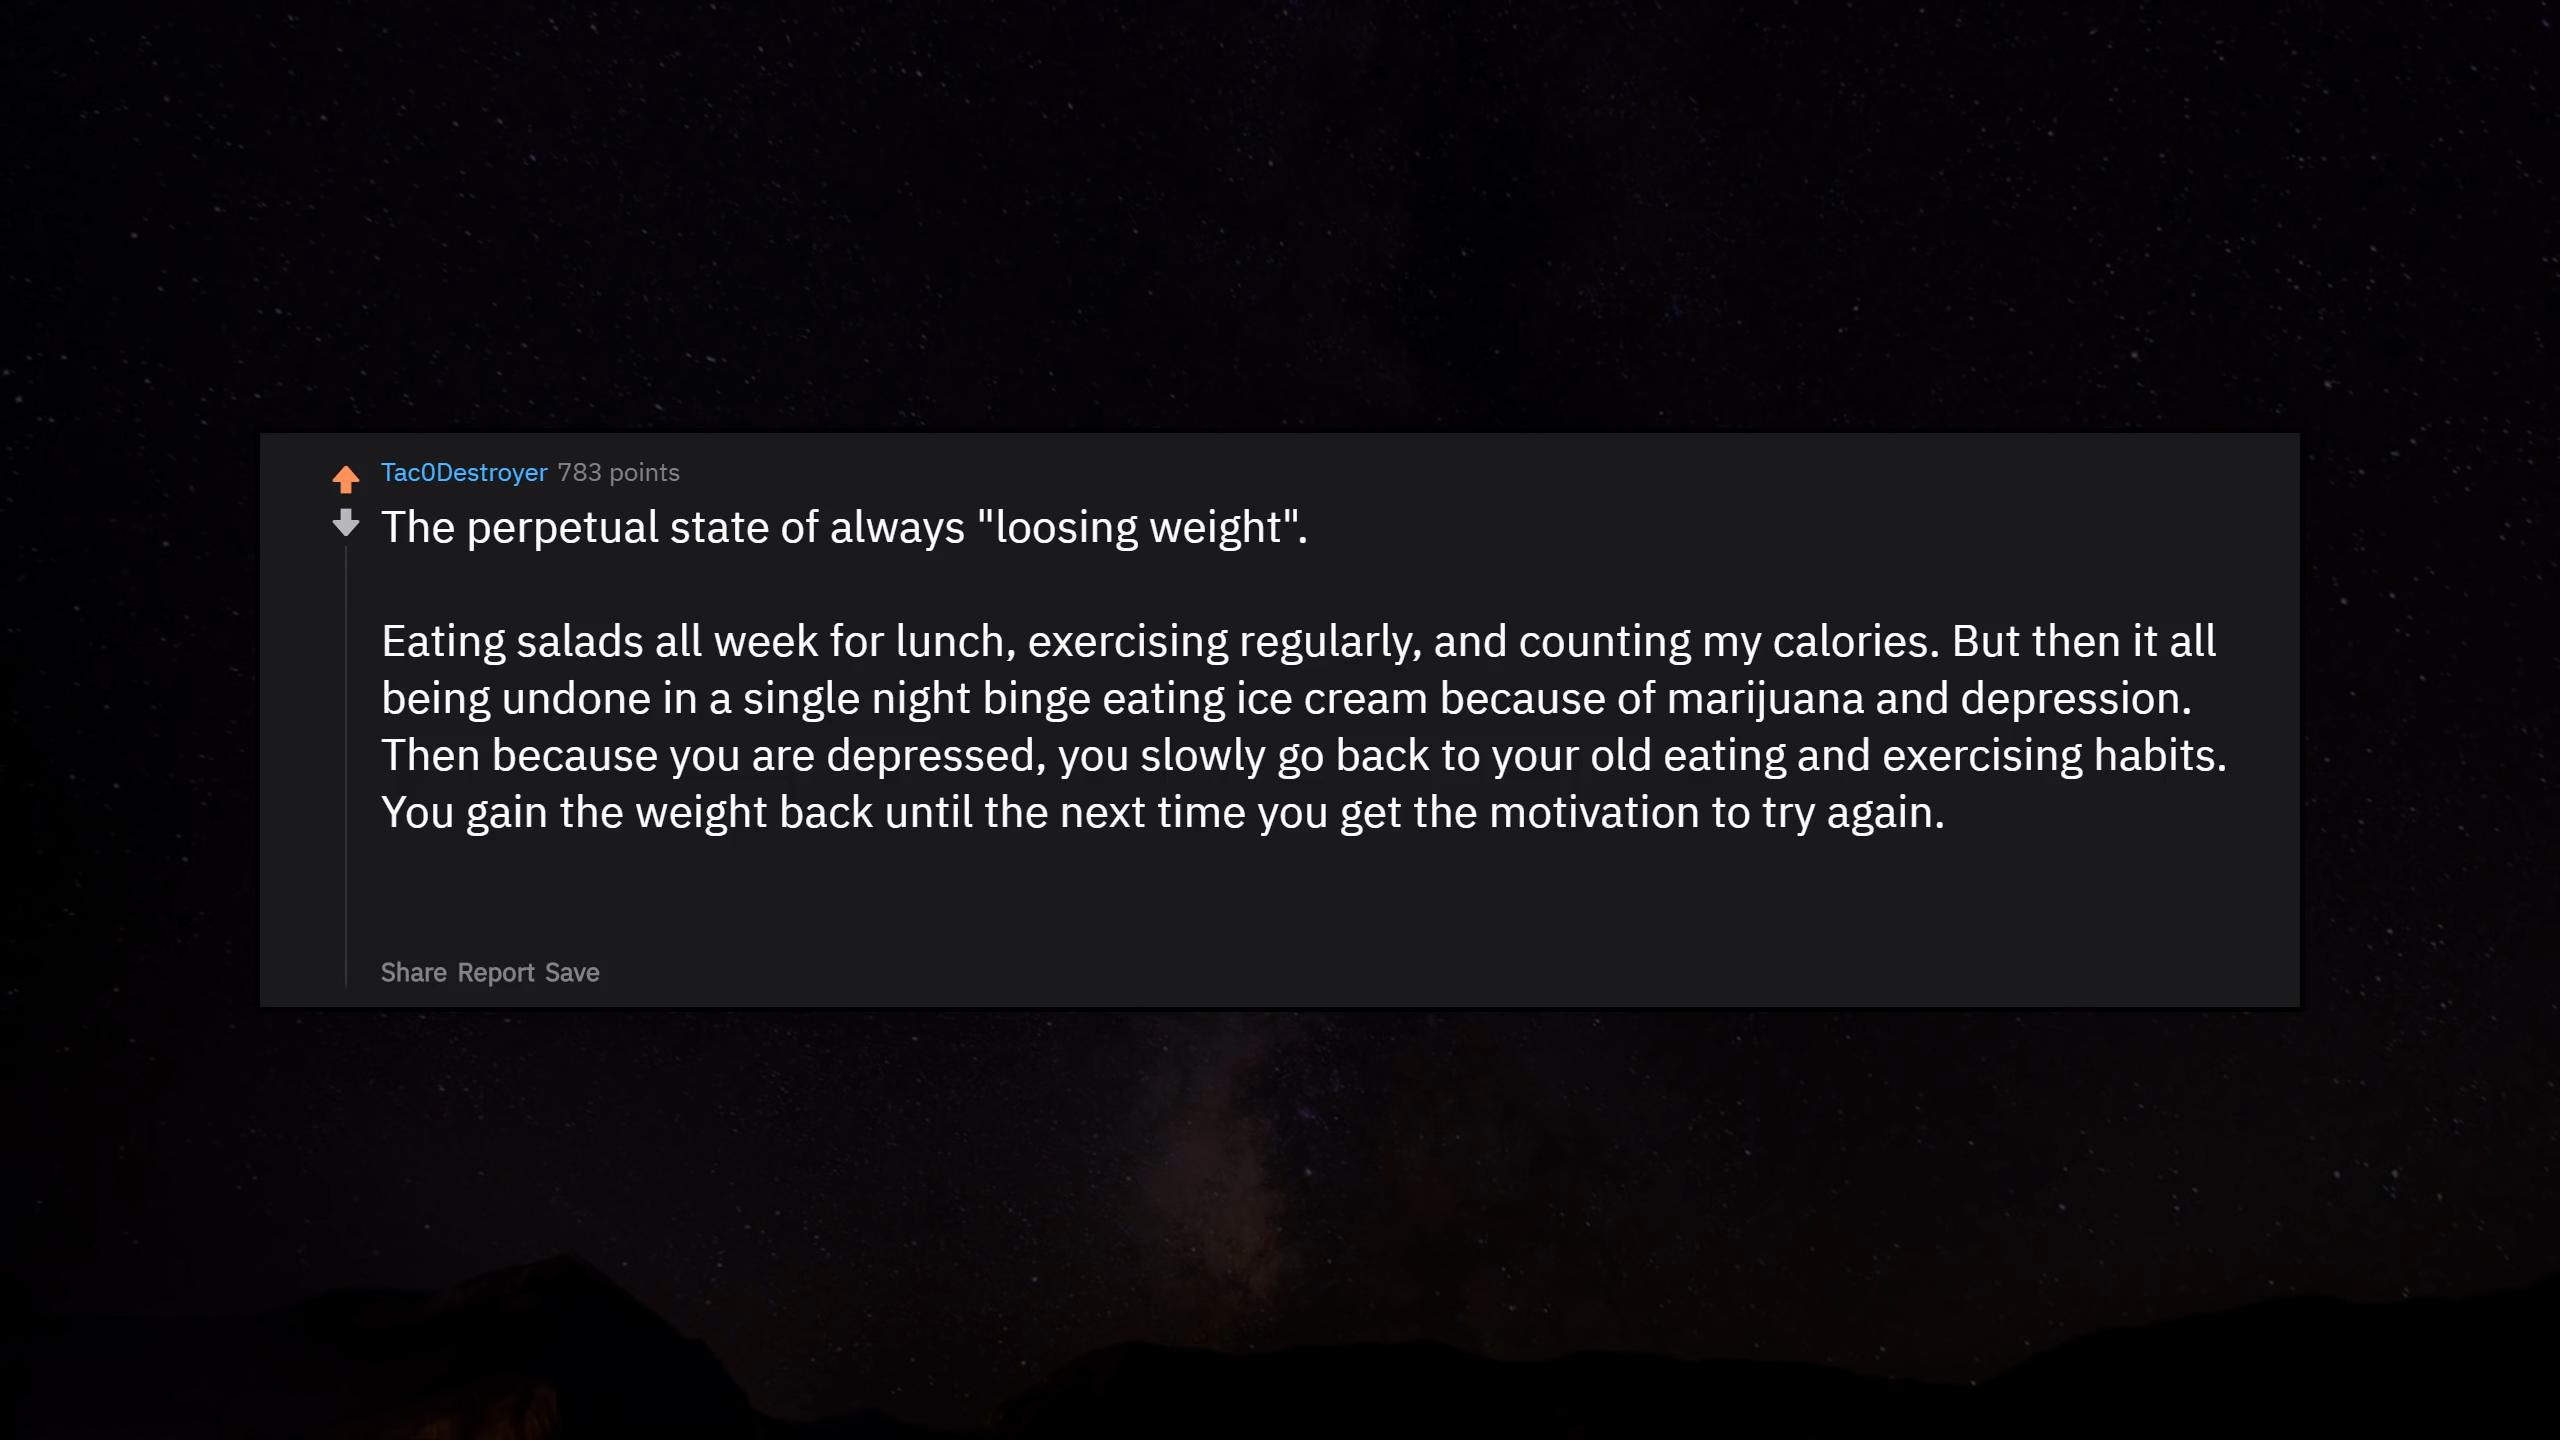 Tac0Destroyer 783 points
The perpetual state of always "loosing weight".
Eating salads all week for lunch, exercising regularly, and counting my calories. But then it all
being undone in a single night binge eating ice cream because of marijuana and depression.
Then because you are depressed, you slowly go back to your old eating and exercising habits.
You gain the weight back until the next time you get the motivation to try again.
Share Report Save